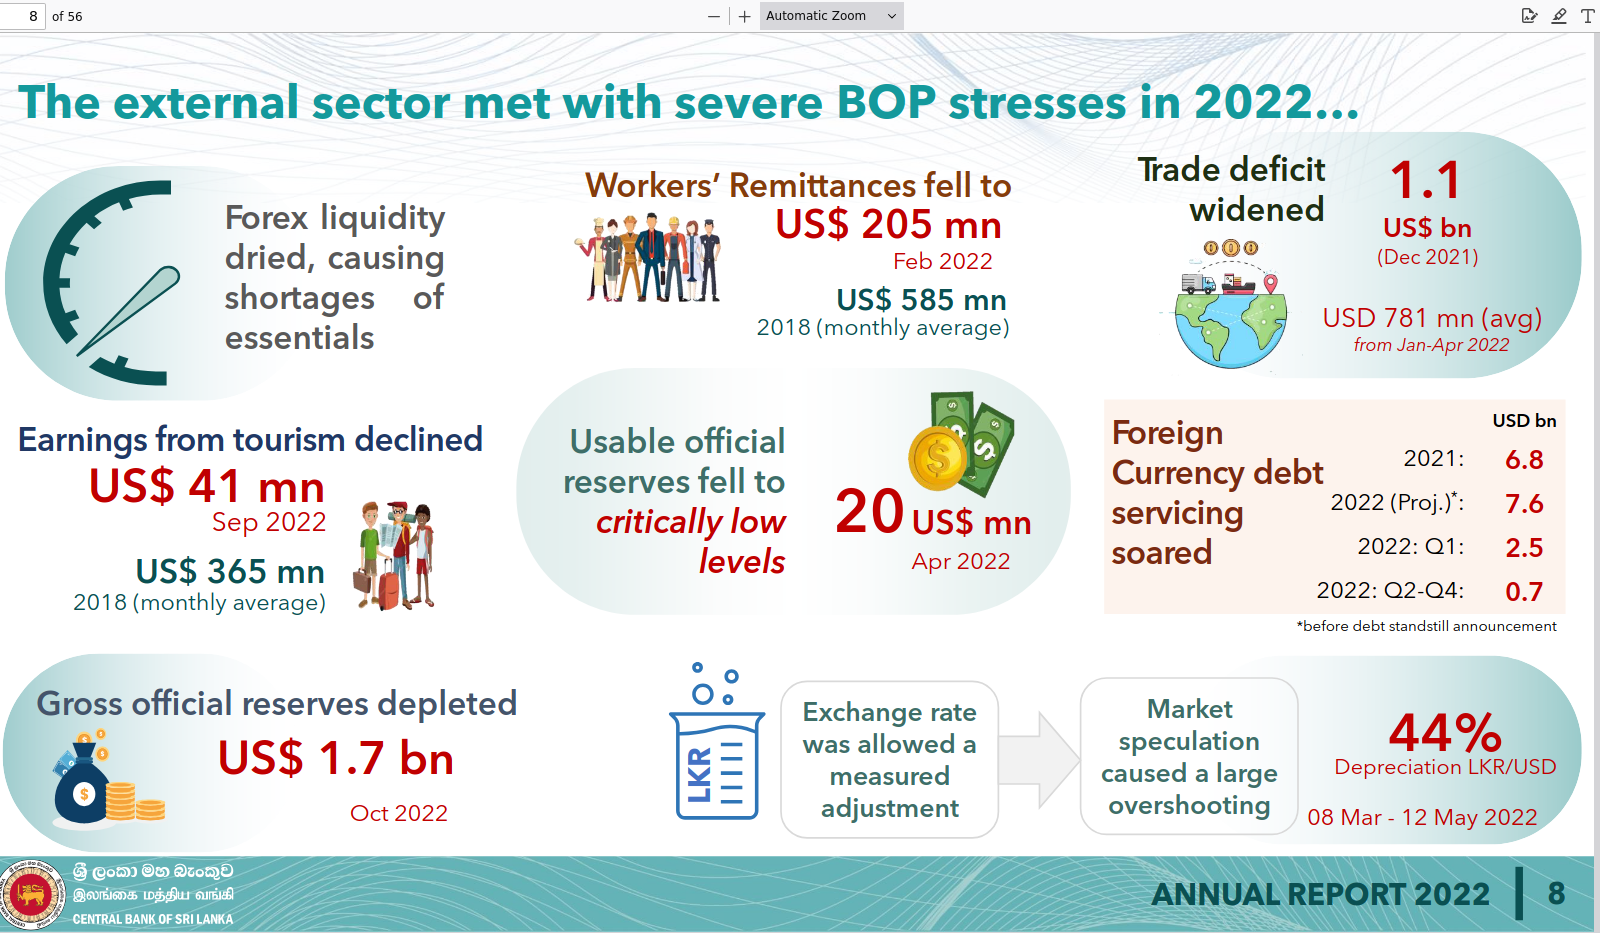 8 of 56
Automatic Zoom
The external sector met with severe BOP stresses in 2022...
Forex liquidity
dried, causing
shortages of
essentials
Workers’ Remittances fell to
US$ 205 mn
Feb 2022
US$ 585 mn
2018 (monthly average)
Trade deficit
widened
1.1
US$ bn
(Dec 2021)
USD 781 mn (avg)
from Jan-Apr 2022
Earnings from tourism declined
US$ 41 mn
Sep 2022
US$ 365 mn
2018 (monthly average)
Usable official
reserves fell to
critically low
levels
20 US$ mn
Apr 2022
Foreign
Currency debt
servicing
soared
USD bn
2021: 6.8
2022 (Proj.)*: 7.6
2022: Q1: 2.5
2022: Q2-Q4: 0.7
*before debt standstill announcement
Gross official reserves depleted
US$ 1.7 bn
Oct 2022
LKR
Exchange rate
was allowed a
measured
adjustment
Market
speculation
caused a large
overshooting
44%
Depreciation LKR/USD
08 Mar - 12 May 2022
ශ්‍රී ලංකා මහ බැංකුව
இலங்கை மத்திய வங்கி
CENTRAL BANK OF SRI LANKA
ANNUAL REPORT 2022 8